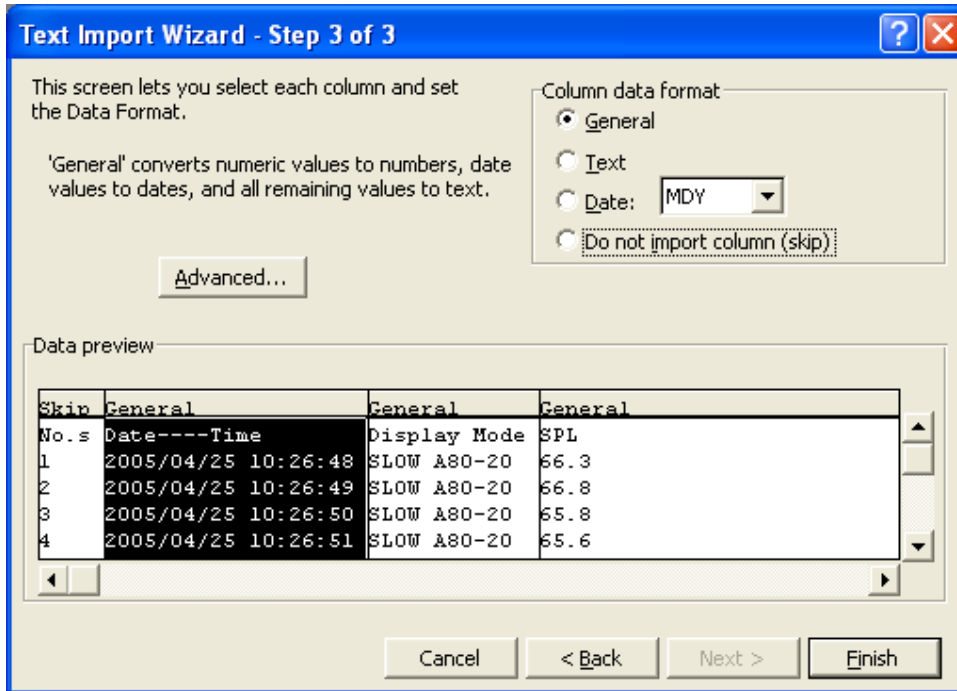 Text Import Wizard - Step 3 of 3
This screen lets you select each column and set
the Data Format.
'General' converts numeric values to numbers, date
values to dates, and all remaining values to text.
Advanced...
Column data format
General
Text
Date: MDY
Do not import column (skip)
Data preview
Skip General General General
No.s Date----Time Display Mode SPL
1 2005/04/25 10:26:48 SLOW A80-20 66.3
2 2005/04/25 10:26:49 SLOW A80-20 66.8
3 2005/04/25 10:26:50 SLOW A80-20 65.8
4 2005/04/25 10:26:51 SLOW A80-20 65.6
Cancel < Back Next > Finish